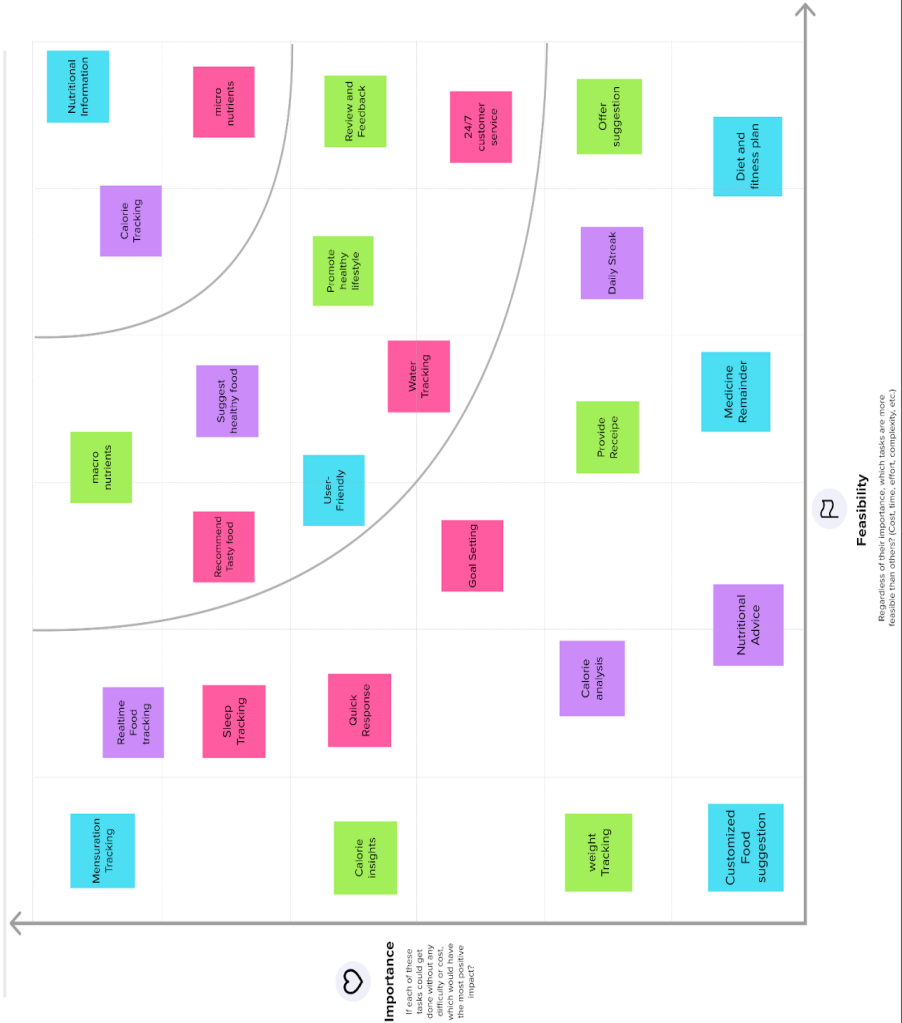 Mensuration
Tracking
Realtime
Food
tracking
macro
nutrients
Calorie
Tracking
Nutritional
Information
Sleep
Tracking
Recommend
Tasty food
Suggest
healthy food
micro
nutrients
Importance
If each of these
tasks could get
done without any
difficulty or cost,
which would have
the most positive
impact?
Calorie
insights
Quick
Response
User-
Friendly
Promote
healthy
lifestyle
Review and
Feedback
Goal Setting
Water
Tracking
24/7
customer
service
weight
Tracking
Calorie
analysis
Provide
Receipe
Daily Streak
Offer
suggestion
Customized
Food
suggestion
Nutritional
Advice
Medicine
Remainder
Diet and
fitness plan
Feasibility
Regardless of their importance, which tasks are more
feasible than others? (Cost, time, effort, complexity, etc.)